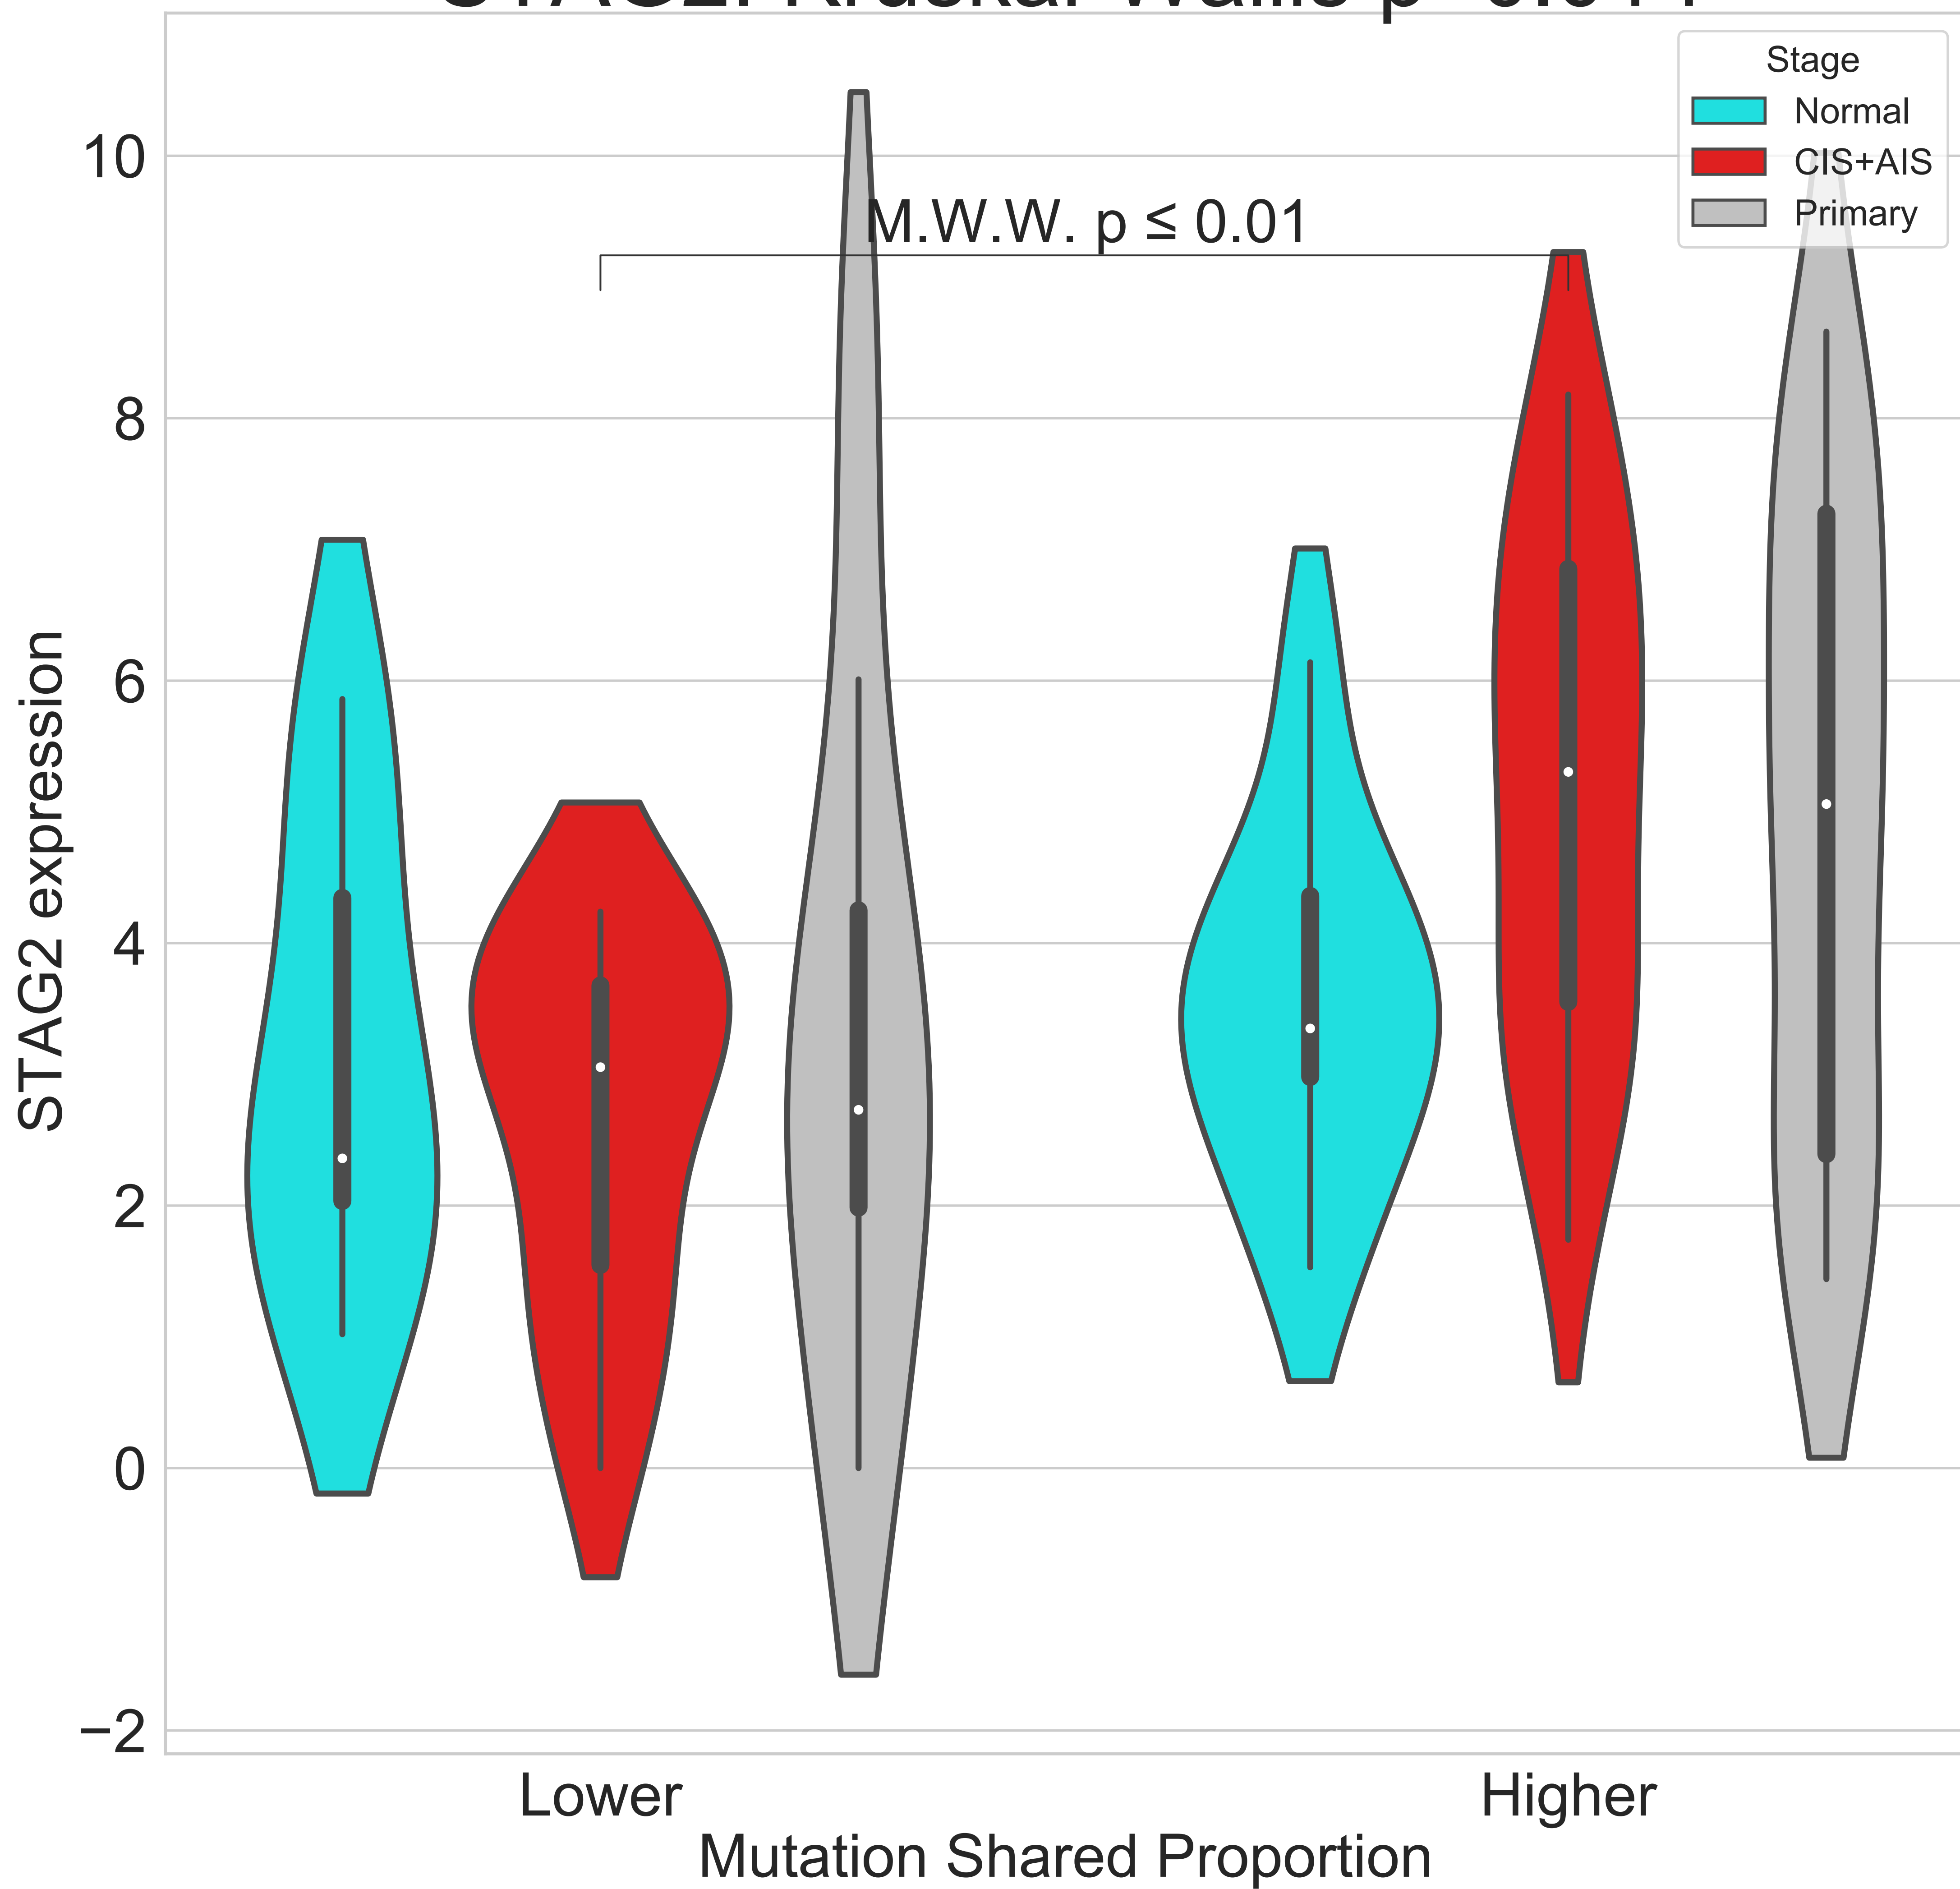 Stage
Normal
CIS+AIS
Primary
M.W.W. p ≤ 0.01
10
8
6
4
2
0
−2
STAG2 expression
Lower
Higher
Mutation Shared Proportion